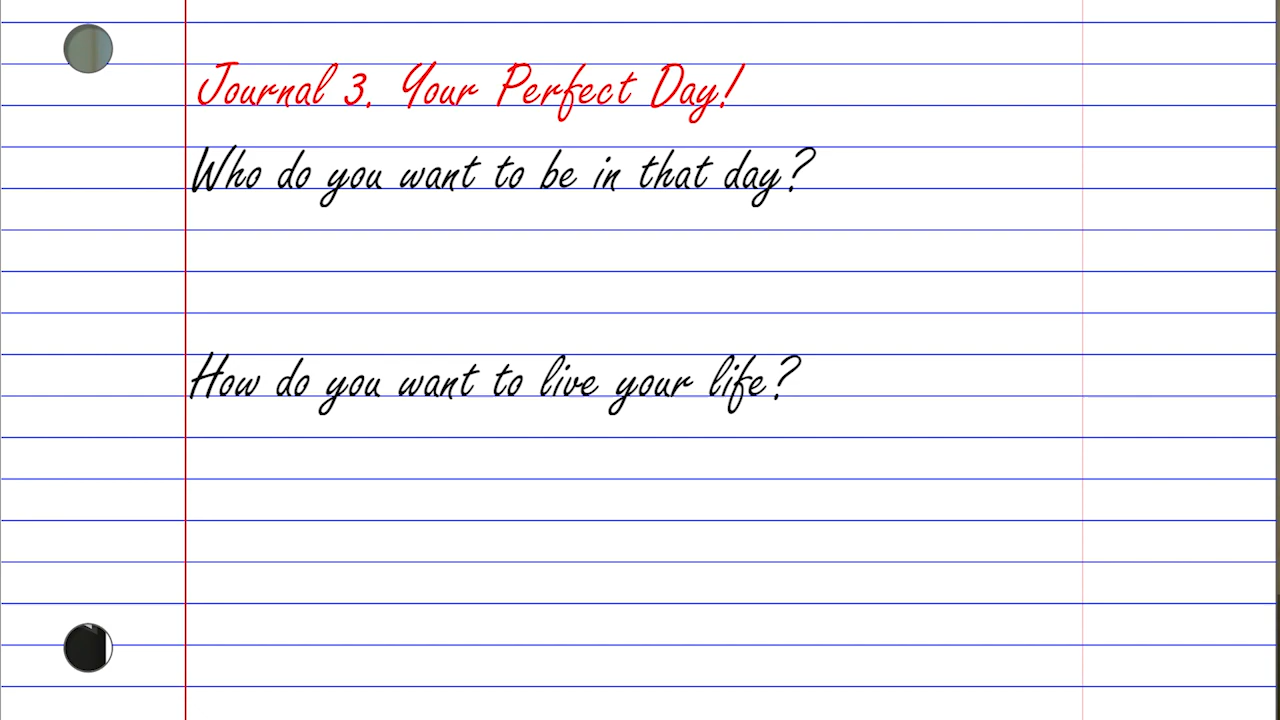 Journal 3. Your Perfect Day!
Who do you want to be in that day?
How do you want to live your life?